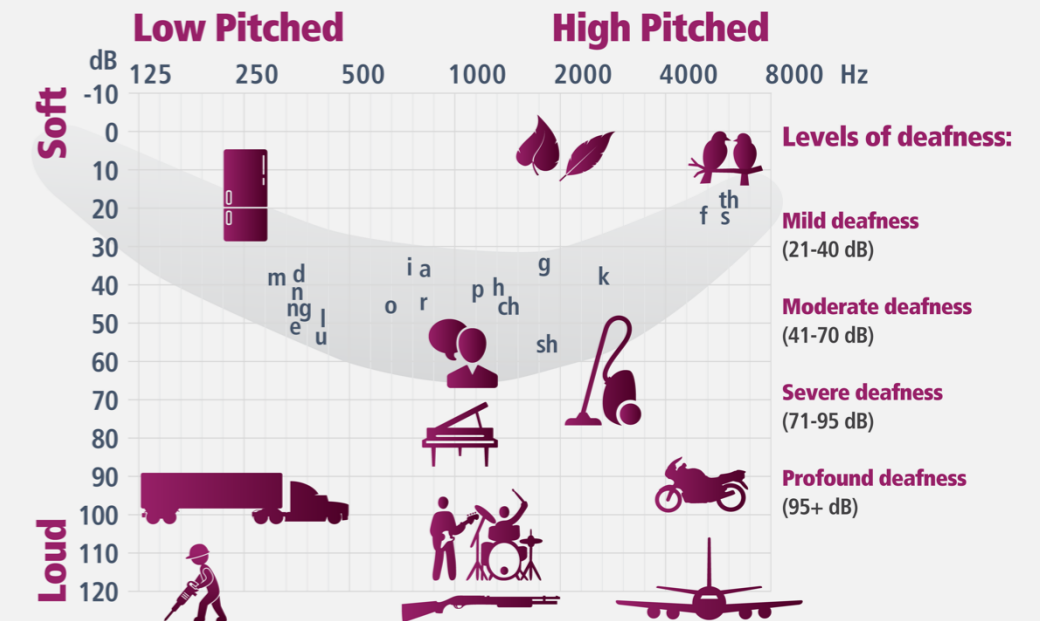 Low Pitched High Pitched
dB
125 250 500 1000 2000 4000 8000 Hz
Soft
-10
0
Levels of deafness:
10
20
th
f s
Mild deafness
(21-40 dB)
30
i a g
m d k
40
n p h
Moderate deafness
(41-70 dB)
ng o r ch
50
l
e
u sh
60
70
Severe deafness
(71-95 dB)
80
90
Profound deafness
(95+ dB)
100
Loud
110
120